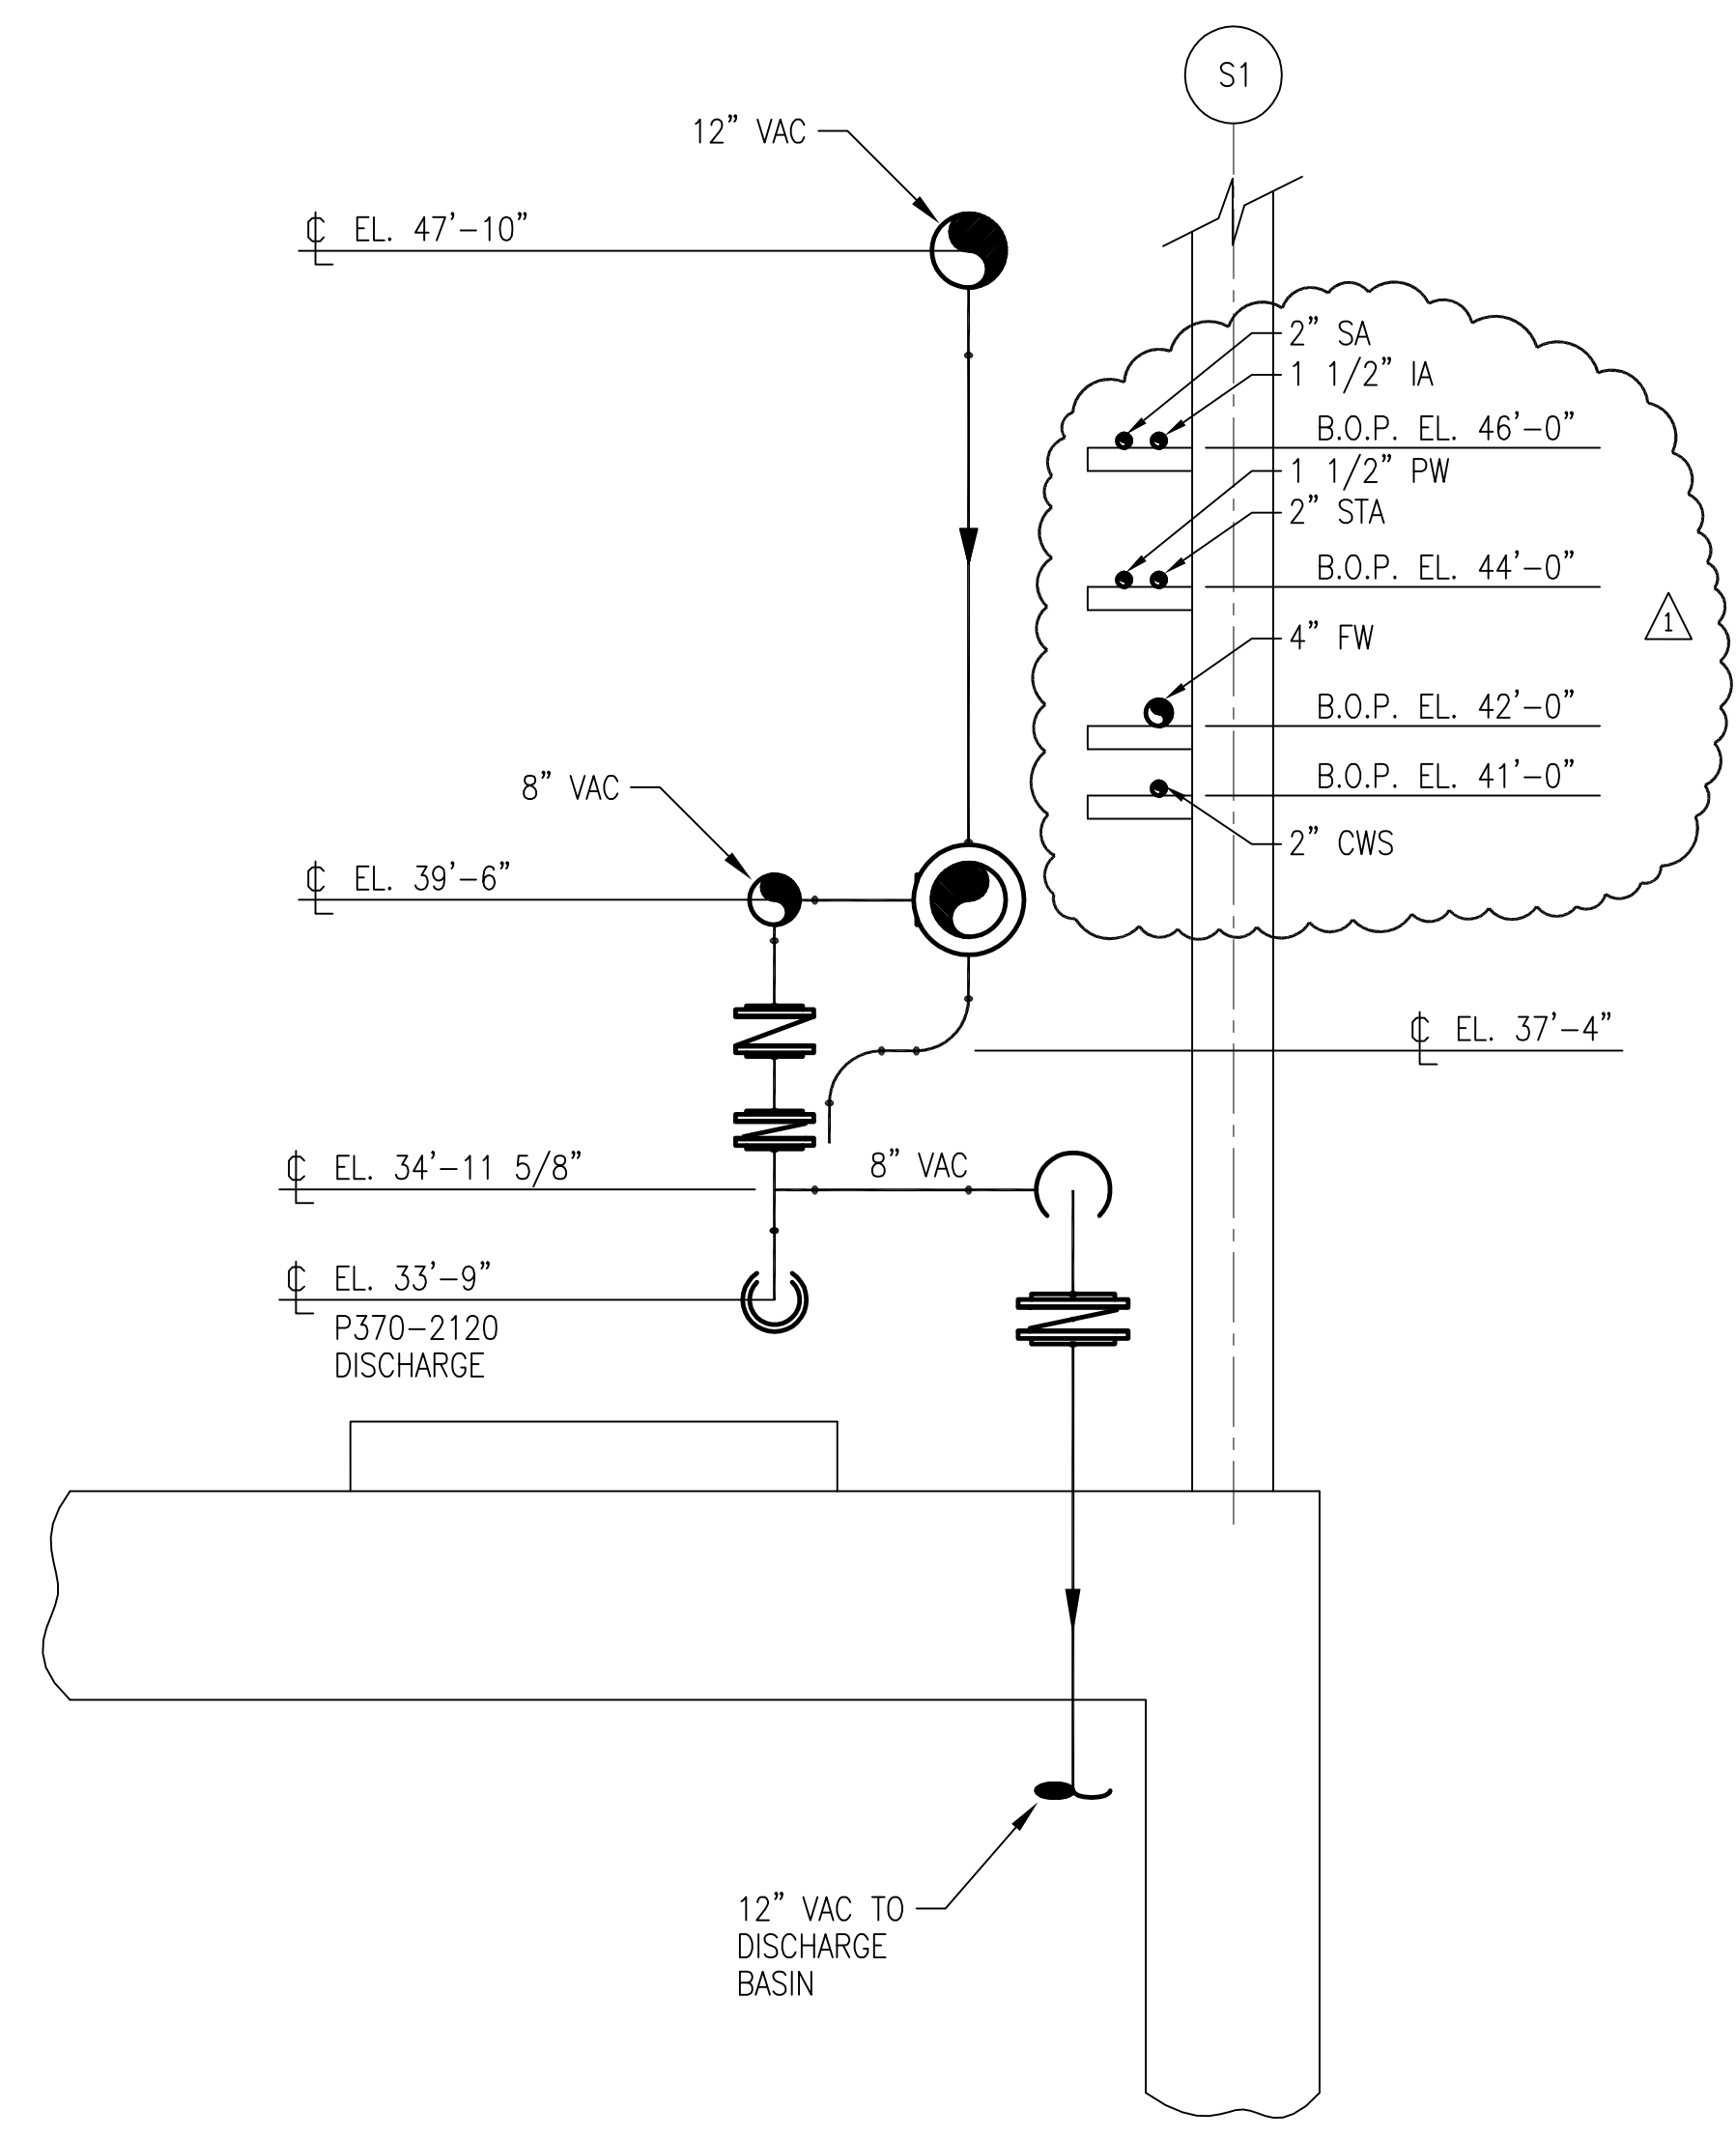 S1
12" VAC
℄ EL. 47'-10"
2" SA
1 1/2" IA
B.O.P. EL. 46'-0"
1 1/2" PW
2" STA
B.O.P. EL. 44'-0"
1
4" FW
B.O.P. EL. 42'-0"
B.O.P. EL. 41'-0"
8" VAC
2" CWS
℄ EL. 39'-6"
℄ EL. 37'-4"
℄ EL. 34'-11 5/8"
8" VAC
℄ EL. 33'-9"
P370-2120
DISCHARGE
12" VAC TO
DISCHARGE
BASIN